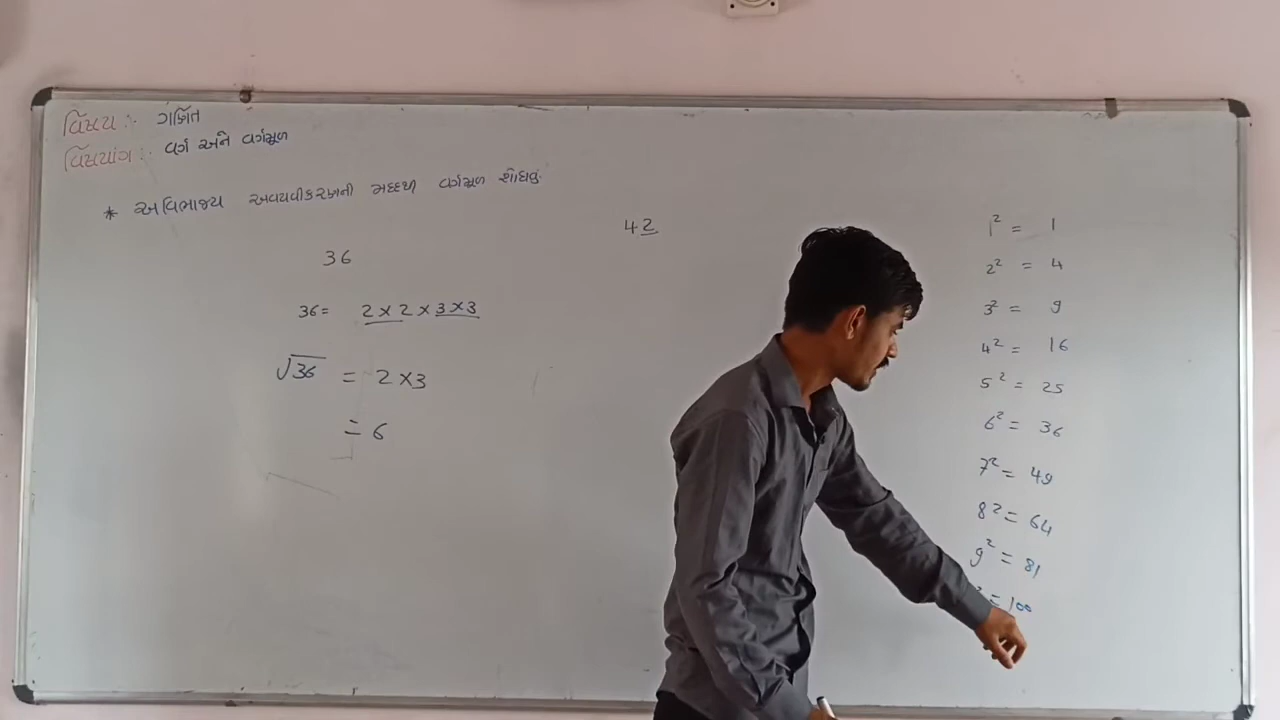 વિષય :- ગણિત
વિષયાંગ :- વર્ગ અને વર્ગમૂળ
* અવિભાજ્ય અવયવીકરણની મદદથી વર્ગમૂળ શોધવું.
36
36 = 2 × 2 × 3 × 3
√36 = 2 × 3
= 6
42
1² = 1
2² = 4
3² = 9
4² = 16
5² = 25
6² = 36
7² = 49
8² = 64
9² = 81
² = 100